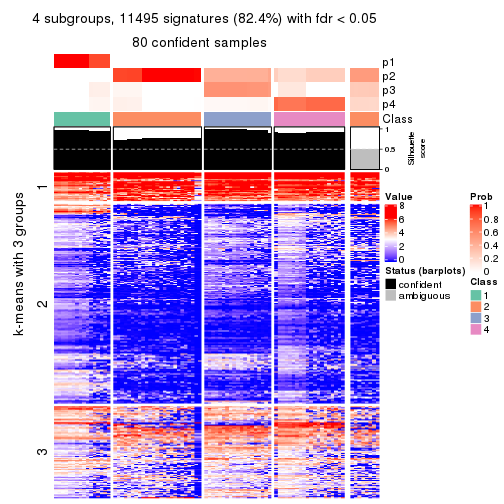 4 subgroups, 11495 signatures (82.4%) with fdr < 0.05
80 confident samples
p1
p2
p3
p4
Class
1
0.5
0
Silhouette
score
k-means with 3 groups
1
2
3
Value
8
6
4
2
0
Status (barplots)
confident
ambiguous
Prob
1
0.8
0.6
0.4
0.2
0
Class
1
2
3
4